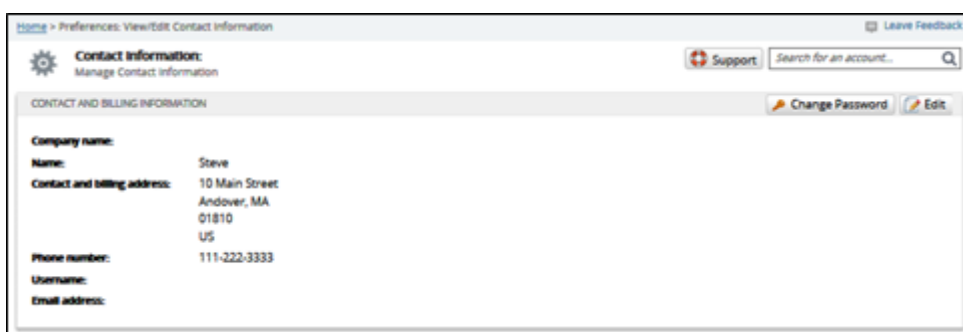 Home > Preferences: View/Edit Contact Information
Leave Feedback
Contact Information:
Manage Contact Information
Support
Search for an account...
CONTACT AND BILLING INFORMATION
Change Password
Edit
Company name:
Name: Steve
Contact and billing address: 10 Main Street
Andover, MA
01810
US
Phone number: 111-222-3333
Username:
Email address: